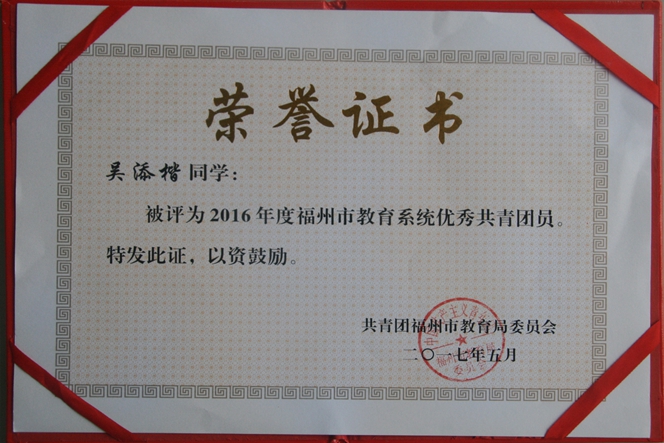 荣誉证书
吴添楷同学：
被评为2016年度福州市教育系统优秀共青团员。
特发此证，以资鼓励。
共青团福州市教育局委员会
二〇一七年五月